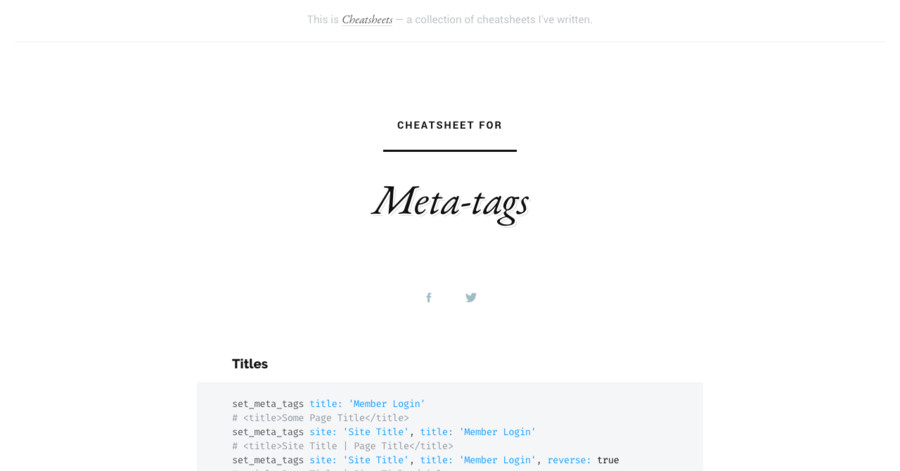 This is Cheatsheets — a collection of cheatsheets I've written.
CHEATSHEET FOR
Meta-tags
Titles
set_meta_tags title: 'Member Login'
# <title>Some Page Title</title>
set_meta_tags site: 'Site Title', title: 'Member Login'
# <title>Site Title | Page Title</title>
set_meta_tags site: 'Site Title', title: 'Member Login', reverse: true